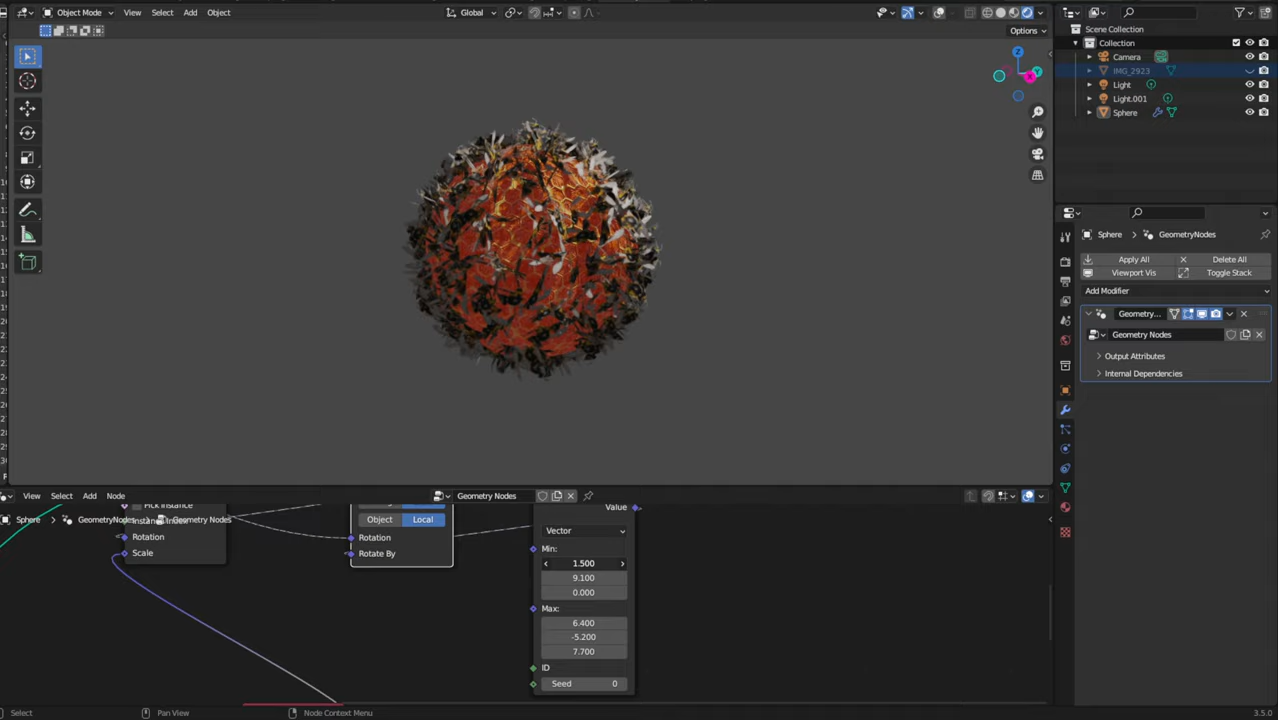 Object Mode View Select Add Object Global
Options
Scene Collection
Collection
Camera
IMG_2923
Light
Light.001
Sphere
Sphere GeometryNodes
Apply All Delete All
Viewport Vis Toggle Stack
Add Modifier
Geometry...
Geometry Nodes
Output Attributes
Internal Dependencies
View Select Add Node Geometry Nodes
Pick Instance
Sphere GeometryNodes Geometry Nodes
Rotation
Scale
Object Local
Rotation
Rotate By
Value
Vector
Min:
1.500
9.100
0.000
Max:
6.400
-5.200
7.700
ID
Seed 0
Select Pan View Node Context Menu 3.5.0